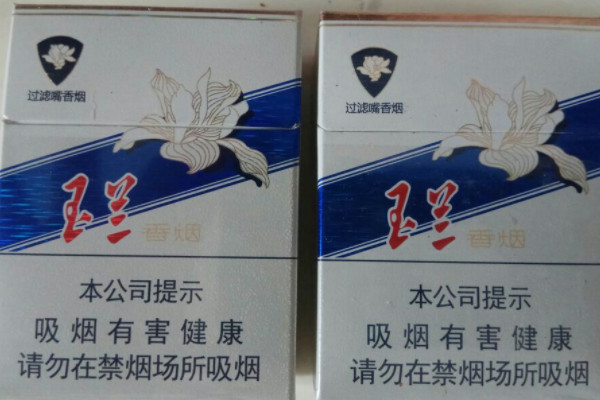 过滤嘴香烟
玉兰 香烟
本公司提示
吸烟有害健康
请勿在禁烟场所吸烟
过滤嘴香烟
玉兰 香烟
本公司提示
吸烟有害健康
请勿在禁烟场所吸烟